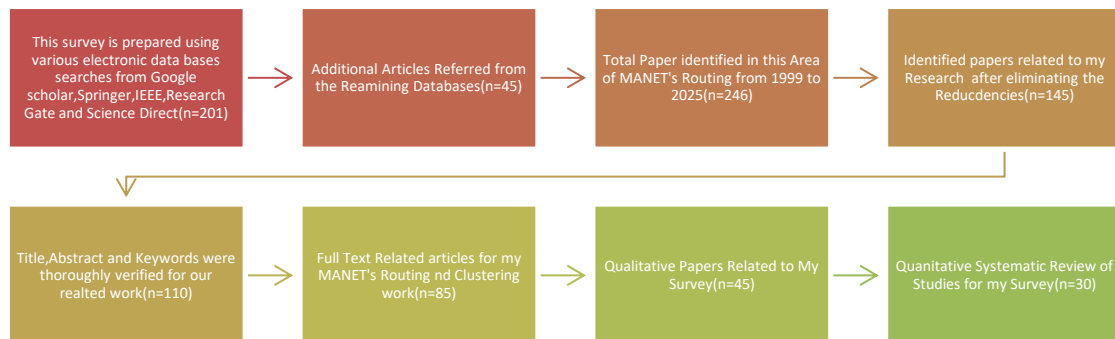 This survey is prepared using
various electronic data bases
searches from Google
scholar,Springer,IEEE,Research
Gate and Science Direct(n=201)
Additional Articles Referred from
the Reamining Databases(n=45)
Total Paper identified in this Area
of MANET's Routing from 1999 to
2025(n=246)
Identified papers related to my
Research after eliminating the
Reducdencies(n=145)
Title,Abstract and Keywords were
thoroughly verified for our
realted work(n=110)
Full Text Related articles for my
MANET's Routing nd Clustering
work(n=85)
Qualitative Papers Related to My
Survey(n=45)
Quanitative Systematic Review of
Studies for my Survey(n=30)